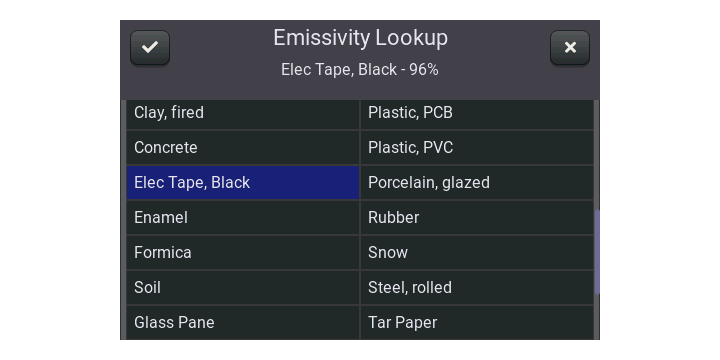 Emissivity Lookup
Elec Tape, Black - 96%
Clay, fired
Plastic, PCB
Concrete
Plastic, PVC
Elec Tape, Black
Porcelain, glazed
Enamel
Rubber
Formica
Snow
Soil
Steel, rolled
Glass Pane
Tar Paper